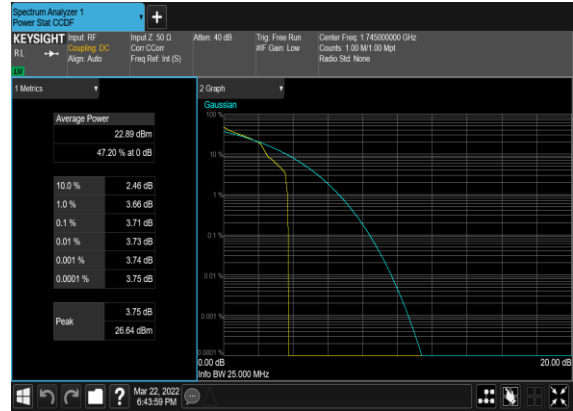 Spectrum Analyzer 1
Power Stat CCDF
KEYSIGHT
RL
LXI
Input: RF
Coupling: DC
Align: Auto
Input Z: 50 Ω
Corr CCorr
Freq Ref: Int (S)
Atten: 40 dB
Trig: Free Run
#IF Gain: Low
Center Freq: 1.745000000 GHz
Counts: 1.00 M/1.00 Mpt
Radio Std: None
1 Metrics
Average Power
22.89 dBm
47.20 % at 0 dB
10.0 % 2.46 dB
1.0 % 3.66 dB
0.1 % 3.71 dB
0.01 % 3.73 dB
0.001 % 3.74 dB
0.0001 % 3.75 dB
Peak
3.75 dB
26.64 dBm
2 Graph
Gaussian
100 %
10 %
1 %
0.1 %
0.01 %
0.001 %
0.0001 %
0.00 dB
20.00 dB
Info BW 25.000 MHz
?
Mar 22, 2022
6:43:59 PM